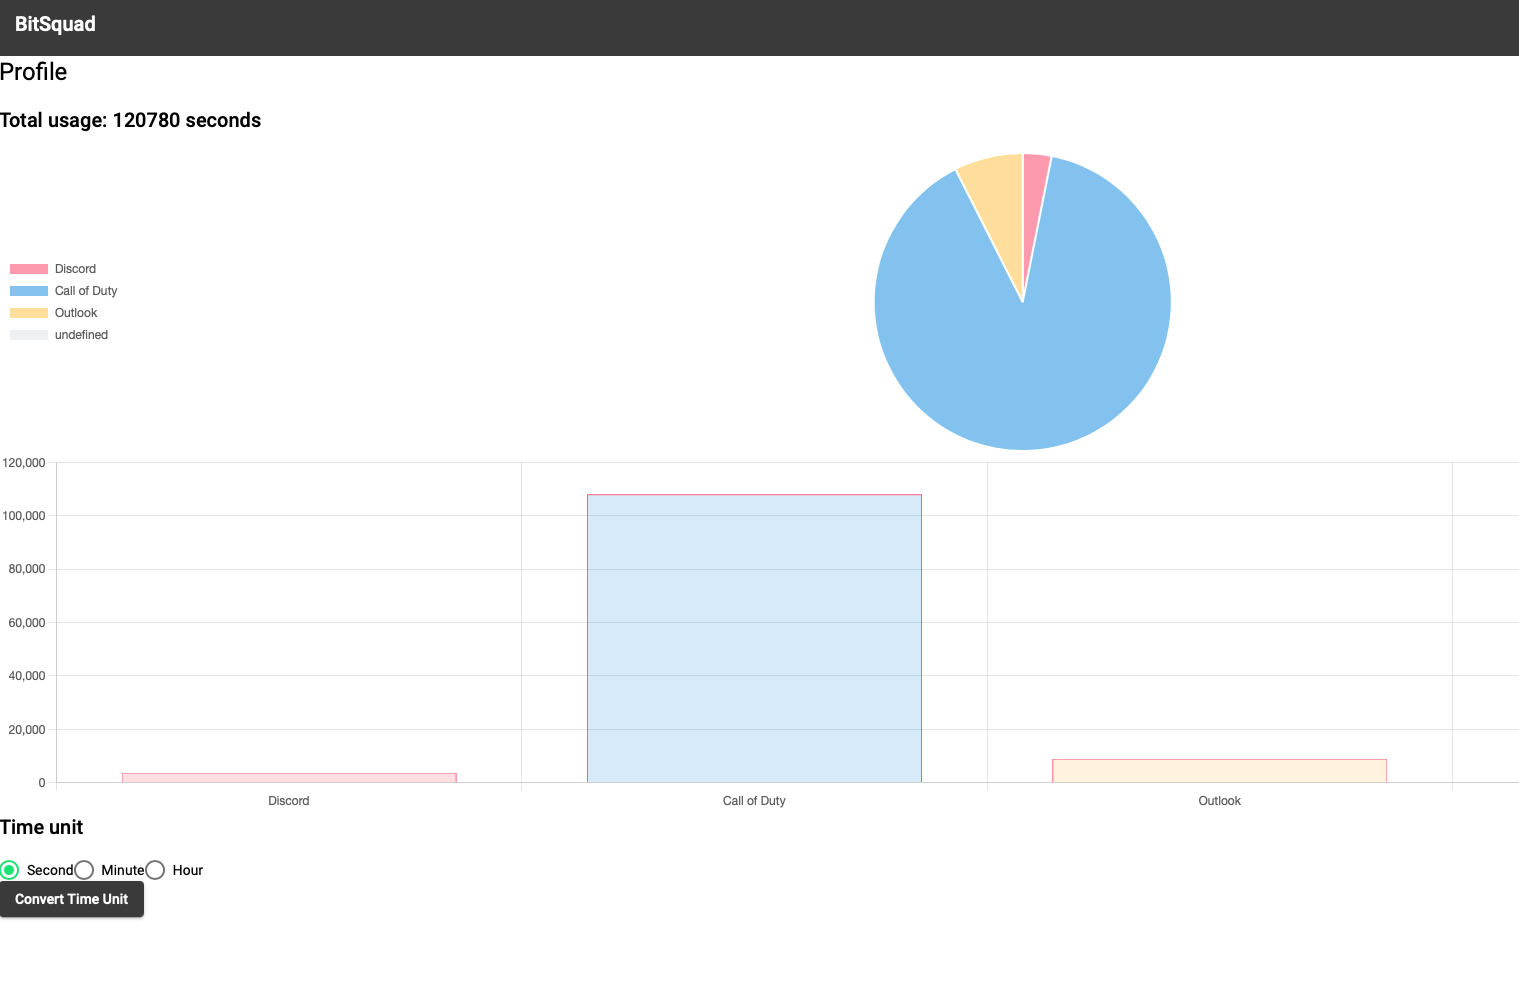 BitSquad
Profile
Total usage: 120780 seconds
Discord
Call of Duty
Outlook
undefined
120,000
100,000
80,000
60,000
40,000
20,000
0
Discord Call of Duty Outlook
Time unit
Second Minute Hour
Convert Time Unit